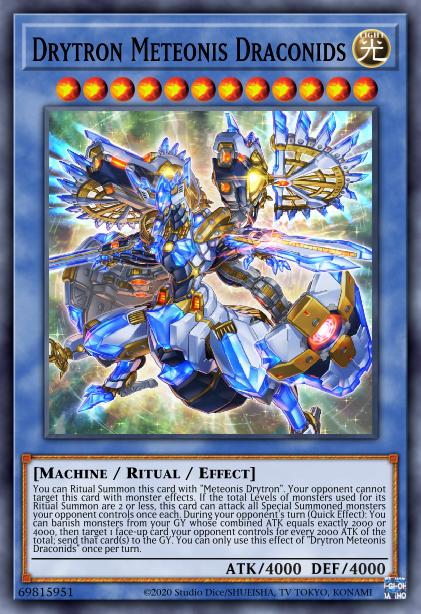 DRYTRON METEONIS DRACONIDS
LIGHT
光
[MACHINE / RITUAL / EFFECT]
You can Ritual Summon this card with "Meteonis Drytron". Your opponent cannot
target this card with monster effects. If the total Levels of monsters used for its
Ritual Summon are 2 or less, this card can attack all Special Summoned monsters
your opponent controls once each. During your opponent's turn (Quick Effect): You
can banish monsters from your GY whose combined ATK equals exactly 2000 or
4000, then target 1 face-up card your opponent controls for every 2000 ATK of the
total; send that card(s) to the GY. You can only use this effect of "Drytron Meteonis
Draconids" once per turn.
ATK/4000 DEF/4000
69815951
©2020 Studio Dice/SHUEISHA, TV TOKYO, KONAMI